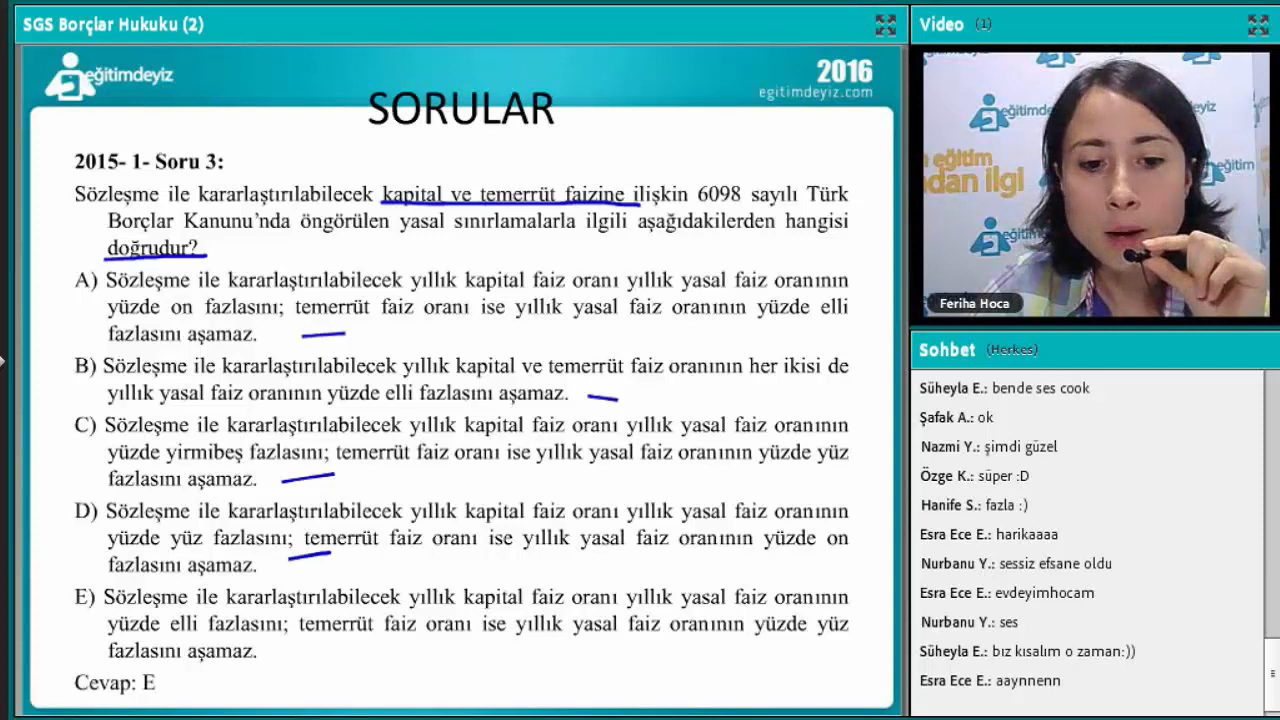 SGS Borçlar Hukuku (2)
eğitimdeyiz
2016
egitimdeyiz.com
SORULAR
2015- 1- Soru 3:
Sözleşme ile kararlaştırılabilecek kapital ve temerrüt faizine ilişkin 6098 sayılı Türk
Borçlar Kanunu’nda öngörülen yasal sınırlamalarla ilgili aşağıdakilerden hangisi
doğrudur?
A) Sözleşme ile kararlaştırılabilecek yıllık kapital faiz oranı yıllık yasal faiz oranının
yüzde on fazlasını; temerrüt faiz oranı ise yıllık yasal faiz oranının yüzde elli
fazlasını aşamaz.
B) Sözleşme ile kararlaştırılabilecek yıllık kapital ve temerrüt faiz oranının her ikisi de
yıllık yasal faiz oranının yüzde elli fazlasını aşamaz.
C) Sözleşme ile kararlaştırılabilecek yıllık kapital faiz oranı yıllık yasal faiz oranının
yüzde yirmibeş fazlasını; temerrüt faiz oranı ise yıllık yasal faiz oranının yüzde yüz
fazlasını aşamaz.
D) Sözleşme ile kararlaştırılabilecek yıllık kapital faiz oranı yıllık yasal faiz oranının
yüzde yüz fazlasını; temerrüt faiz oranı ise yıllık yasal faiz oranının yüzde on
fazlasını aşamaz.
E) Sözleşme ile kararlaştırılabilecek yıllık kapital faiz oranı yıllık yasal faiz oranının
yüzde elli fazlasını; temerrüt faiz oranı ise yıllık yasal faiz oranının yüzde yüz
fazlasını aşamaz.
Cevap: E
Video (1)
eğitim
Feriha Hoca
Sohbet (Herkes)
Süheyla E.: bende ses cook
Şafak A.: ok
Nazmi Y.: şimdi güzel
Özge K.: süper :D
Hanife S.: fazla :)
Esra Ece E.: harikaaaa
Nurbanu Y.: sessiz efsane oldu
Esra Ece E.: evdeyimhocam
Nurbanu Y.: ses
Süheyla E.: bız kısalım o zaman:))
Esra Ece E.: aaynnenn